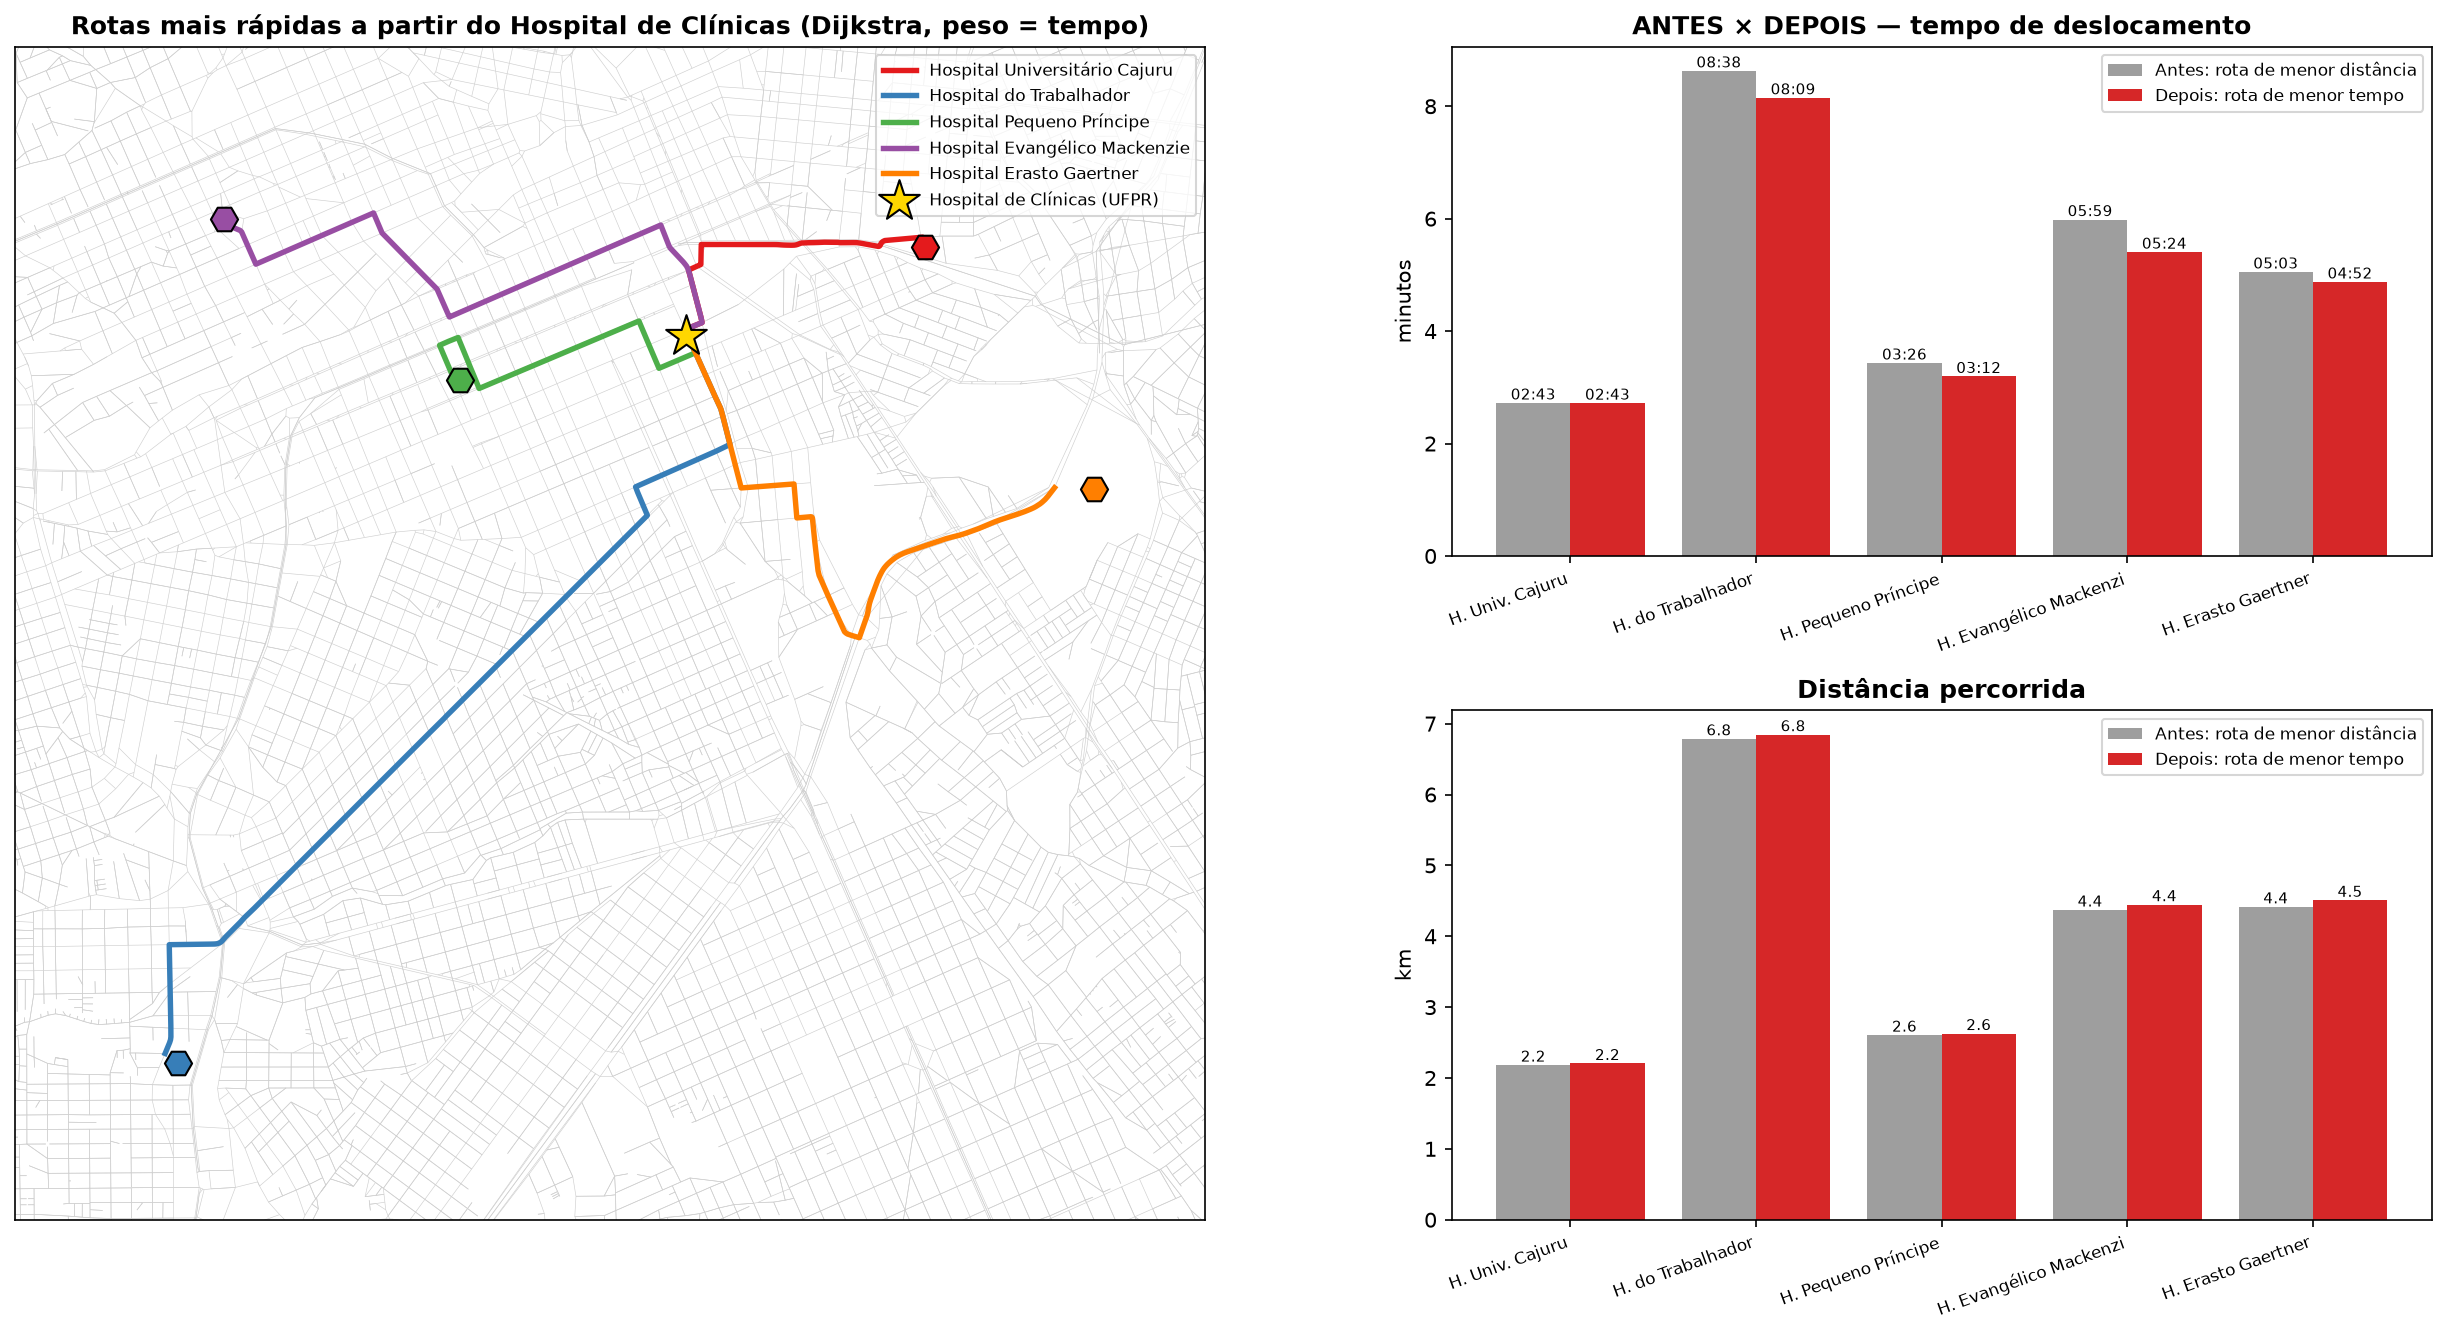 Rotas mais rápidas a partir do Hospital de Clínicas (Dijkstra, peso = tempo)
Hospital Universitário Cajuru
Hospital do Trabalhador
Hospital Pequeno Príncipe
Hospital Evangélico Mackenzie
Hospital Erasto Gaertner
Hospital de Clínicas (UFPR)
ANTES × DEPOIS — tempo de deslocamento
Antes: rota de menor distância
Depois: rota de menor tempo
minutos
8
6
4
2
0
02:43
02:43
08:38
08:09
03:26
03:12
05:59
05:24
05:03
04:52
H. Univ. Cajuru
H. do Trabalhador
H. Pequeno Príncipe
H. Evangélico Mackenzi
H. Erasto Gaertner
Distância percorrida
Antes: rota de menor distância
Depois: rota de menor tempo
km
7
6
5
4
3
2
1
0
2.2
2.2
6.8
6.8
2.6
2.6
4.4
4.4
4.4
4.5
H. Univ. Cajuru
H. do Trabalhador
H. Pequeno Príncipe
H. Evangélico Mackenzi
H. Erasto Gaertner